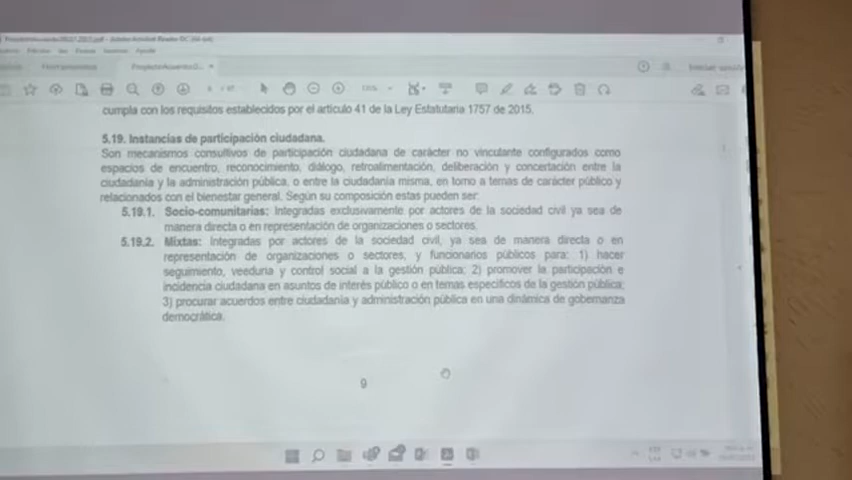 Adobe Acrobat Reader DC
Herramientas
cumpla con los requisitos establecidos por el artículo 41 de la Ley Estatutaria 1757 de 2015.
5.19. Instancias de participación ciudadana.
Son mecanismos consultivos de participación ciudadana de carácter no vinculante configurados como
espacios de encuentro, reconocimiento, diálogo, retroalimentación, deliberación y concertación entre la
ciudadanía y la administración pública, o entre la ciudadanía misma, en torno a temas de carácter público y
relacionados con el bienestar general. Según su composición estas pueden ser:
5.19.1. Socio-comunitarias: Integradas exclusivamente por actores de la sociedad civil ya sea de
manera directa o en representación de organizaciones o sectores.
5.19.2. Mixtas: Integradas por actores de la sociedad civil, ya sea de manera directa o en
representación de organizaciones o sectores, y funcionarios públicos para: 1) hacer
seguimiento, veeduría y control social a la gestión pública; 2) promover la participación e
incidencia ciudadana en asuntos de interés público o en temas específicos de la gestión pública;
3) procurar acuerdos entre ciudadanía y administración pública en una dinámica de gobernanza
democrática.
9